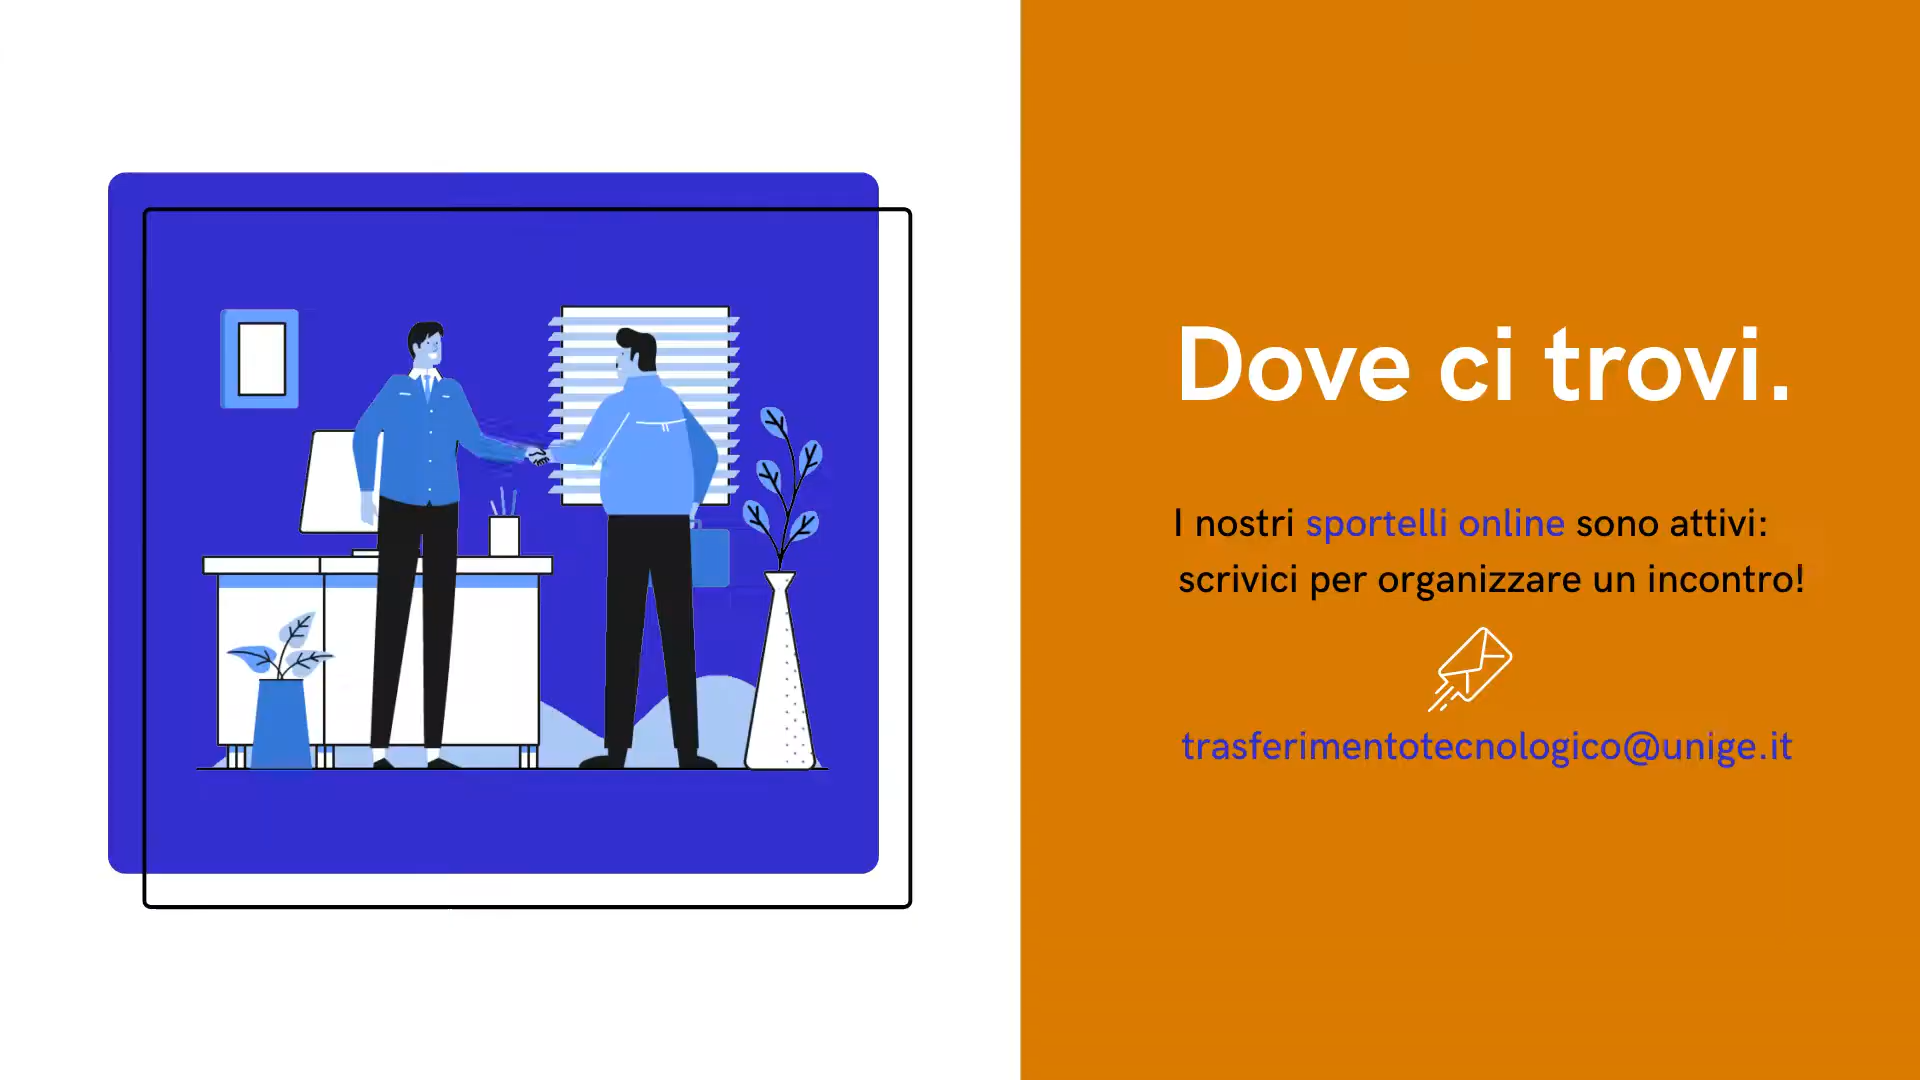 Dove ci trovi.
I nostri sportelli online sono attivi:
scrivici per organizzare un incontro!
trasferimentotecnologico@unige.it